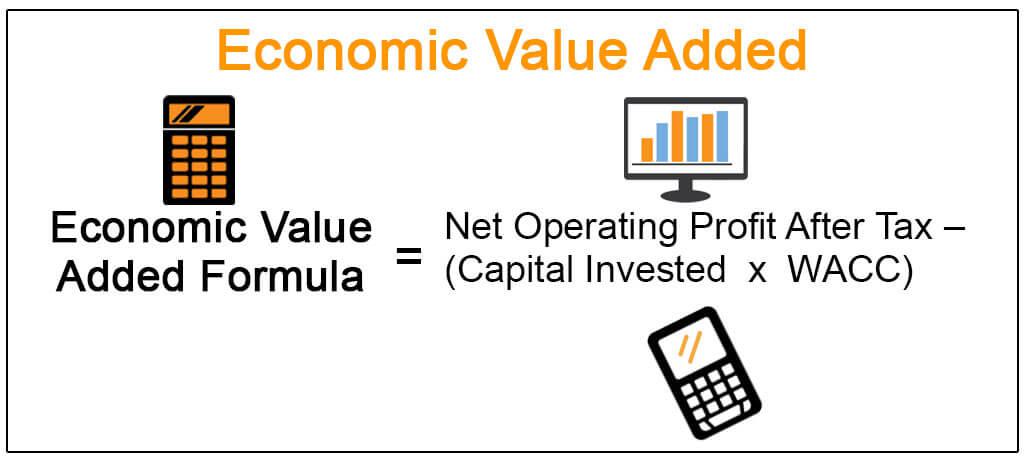 Economic Value Added
Economic Value
Added Formula
=
Net Operating Profit After Tax –
(Capital Invested x WACC)